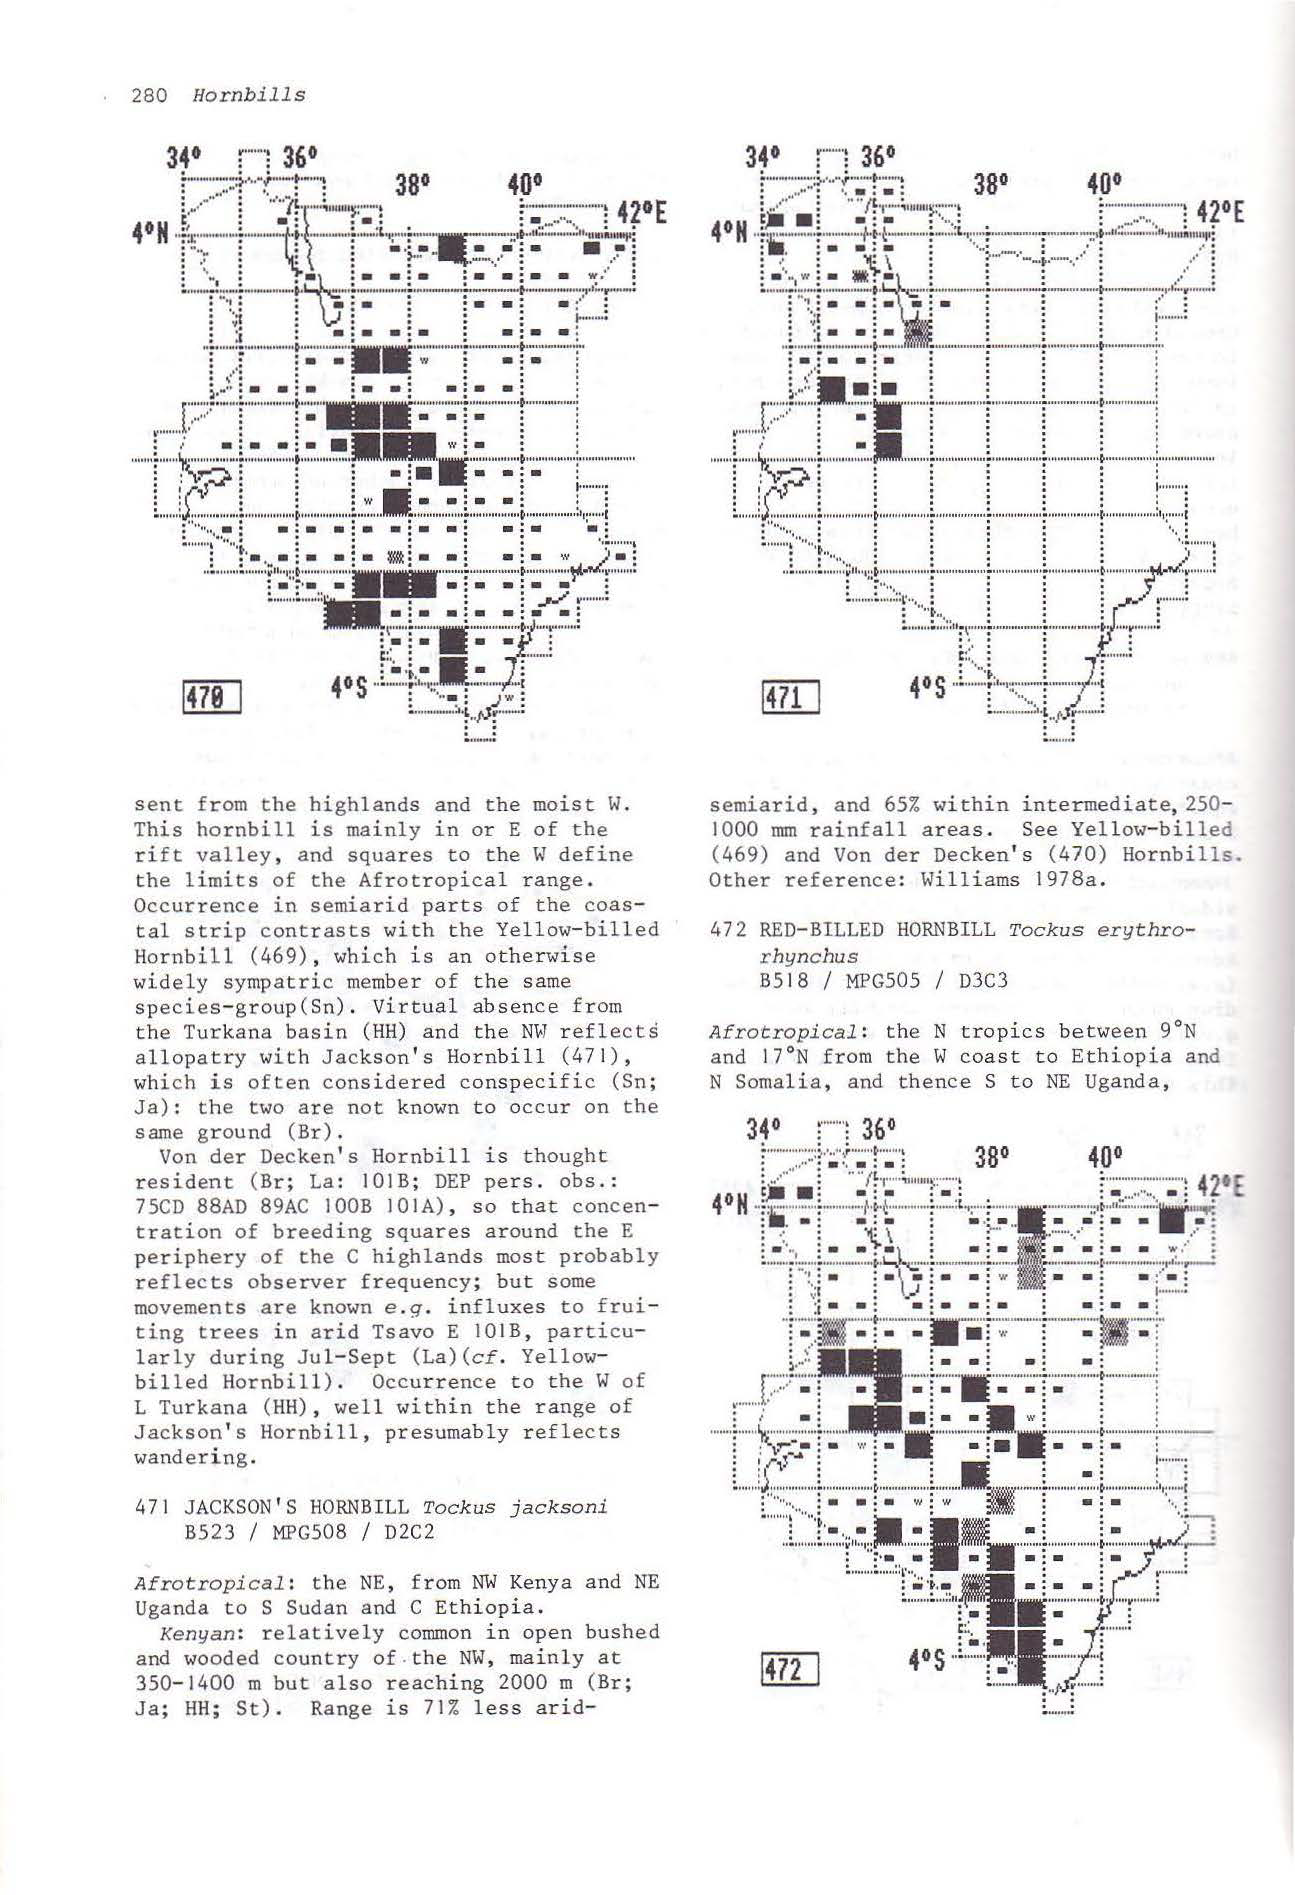 280 Hornbills
34° 36°
38° 40°
42°E
4°N
4°S
470
34° 36°
38° 40°
42°E
4°N
4°S
471
sent from the highlands and the moist W.
This hornbill is mainly in or E of the
rift valley, and squares to the W define
the limits of the Afrotropical range.
Occurrence in semiarid parts of the coas-
tal strip contrasts with the Yellow-billed
Hornbill (469), which is an otherwise
widely sympatric member of the same
species-group(Sn). Virtual absence from
the Turkana basin (HH) and the NW reflects
allopatry with Jackson's Hornbill (471),
which is often considered conspecific (Sn;
Ja): the two are not known to occur on the
same ground (Br).
Von der Decken's Hornbill is thought
resident (Br; La: 101B; DEP pers. obs.:
75CD 88AD 89AC 100B 101A), so that concen-
tration of breeding squares around the E
periphery of the C highlands most probably
reflects observer frequency; but some
movements are known e.g. influxes to frui-
ting trees in arid Tsavo E 101B, particu-
larly during Jul-Sept (La)(cf. Yellow-
billed Hornbill). Occurrence to the W of
L Turkana (HH), well within the range of
Jackson's Hornbill, presumably reflects
wandering.
471 JACKSON'S HORNBILL Tockus jacksoni
B523 / MPG508 / D2C2
Afrotropical: the NE, from NW Kenya and NE
Uganda to S Sudan and C Ethiopia.
Kenyan: relatively common in open bushed
and wooded country of the NW, mainly at
350-1400 m but also reaching 2000 m (Br;
Ja; HH; St). Range is 71% less arid-
semiarid, and 65% within intermediate, 250-
1000 mm rainfall areas. See Yellow-billed
(469) and Von der Decken's (470) Hornbills.
Other reference: Williams 1978a.
472 RED-BILLED HORNBILL Tockus erythro-
rhynchus
B518 / MPG505 / D3C3
Afrotropical: the N tropics between 9°N
and 17°N from the W coast to Ethiopia and
N Somalia, and thence S to NE Uganda,
34° 36°
38° 40°
42°E
4°N
4°S
472